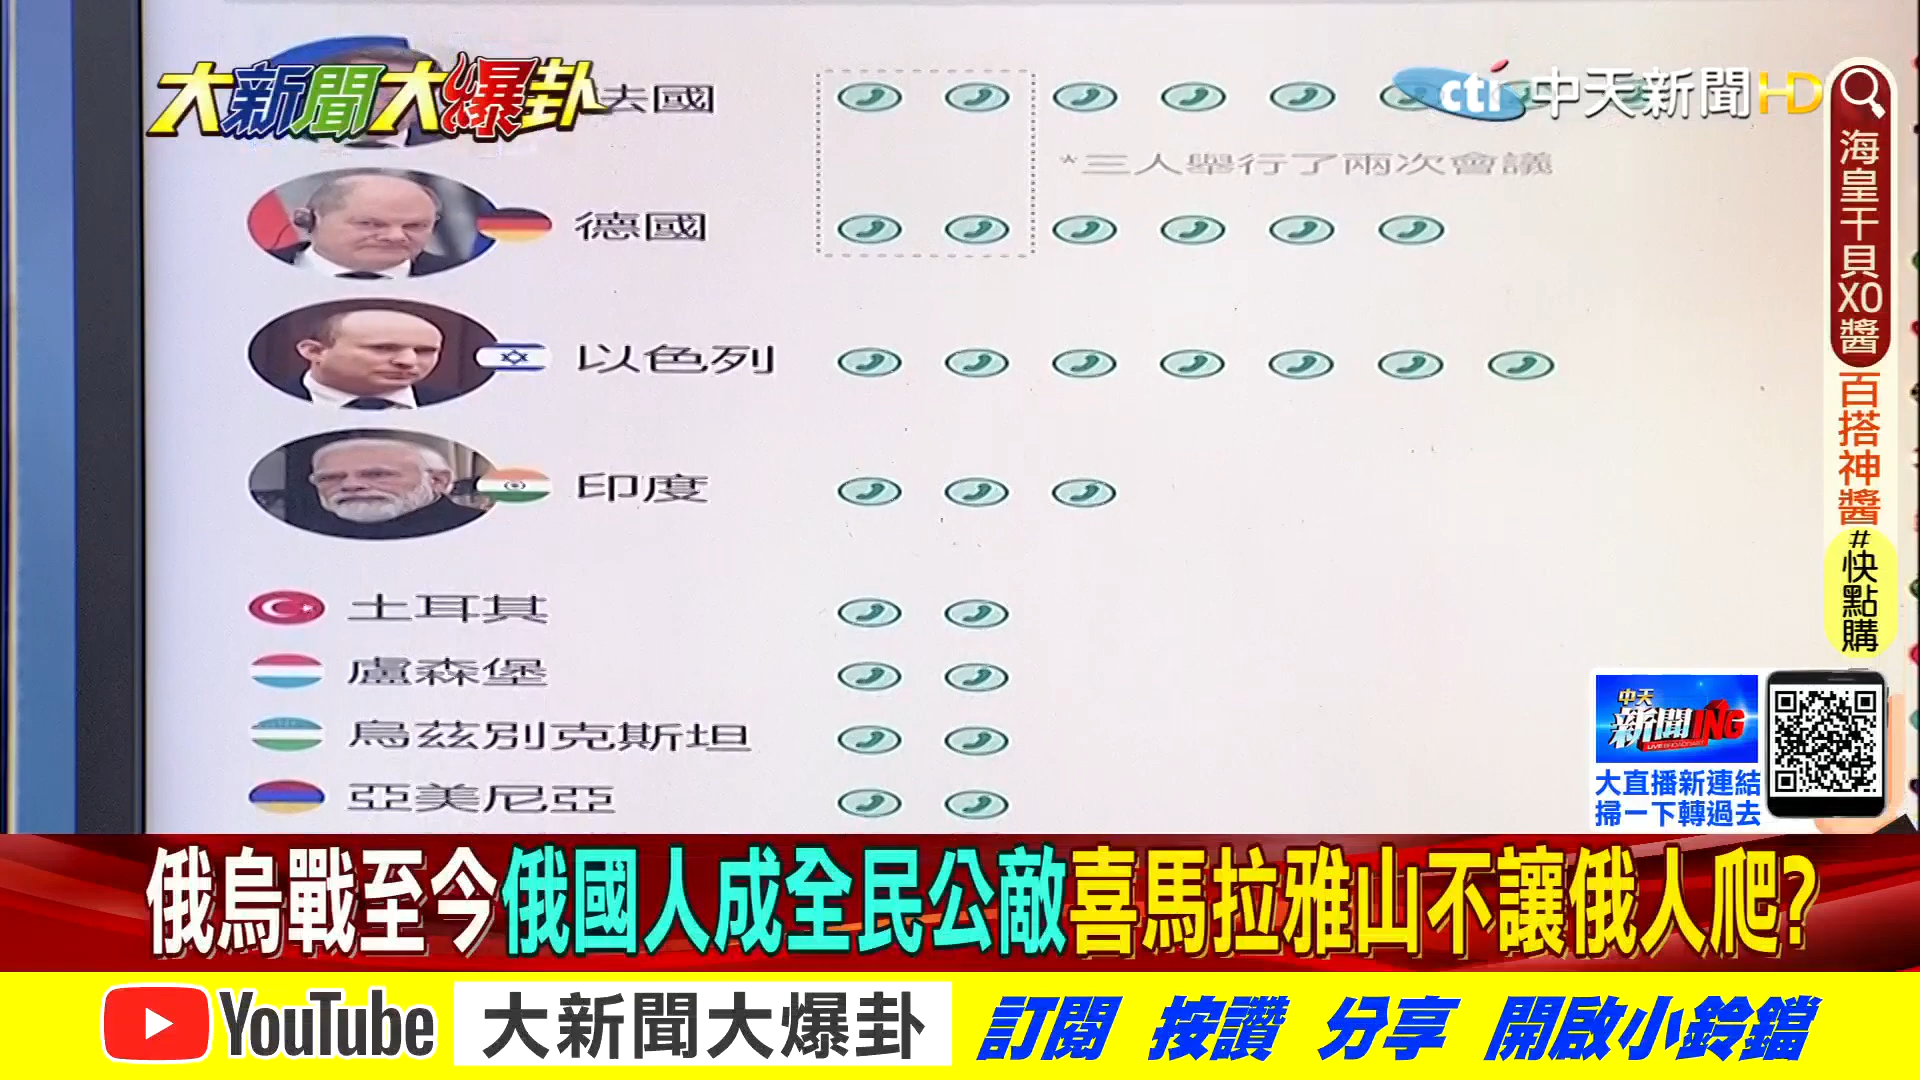 大新聞大爆卦
法國
cti 中天新聞HD
*三人舉行了兩次會議
德國
以色列
印度
土耳其
盧森堡
烏茲別克斯坦
亞美尼亞
海皇干貝XO醬
百搭神醬
#快點購
中天
新聞ING
LIVE BROADCAST
大直播新連結
掃一下轉過去
俄烏戰至今俄國人成全民公敵喜馬拉雅山不讓俄人爬?
YouTube 大新聞大爆卦 訂閱 按讚 分享 開啟小鈴鐺